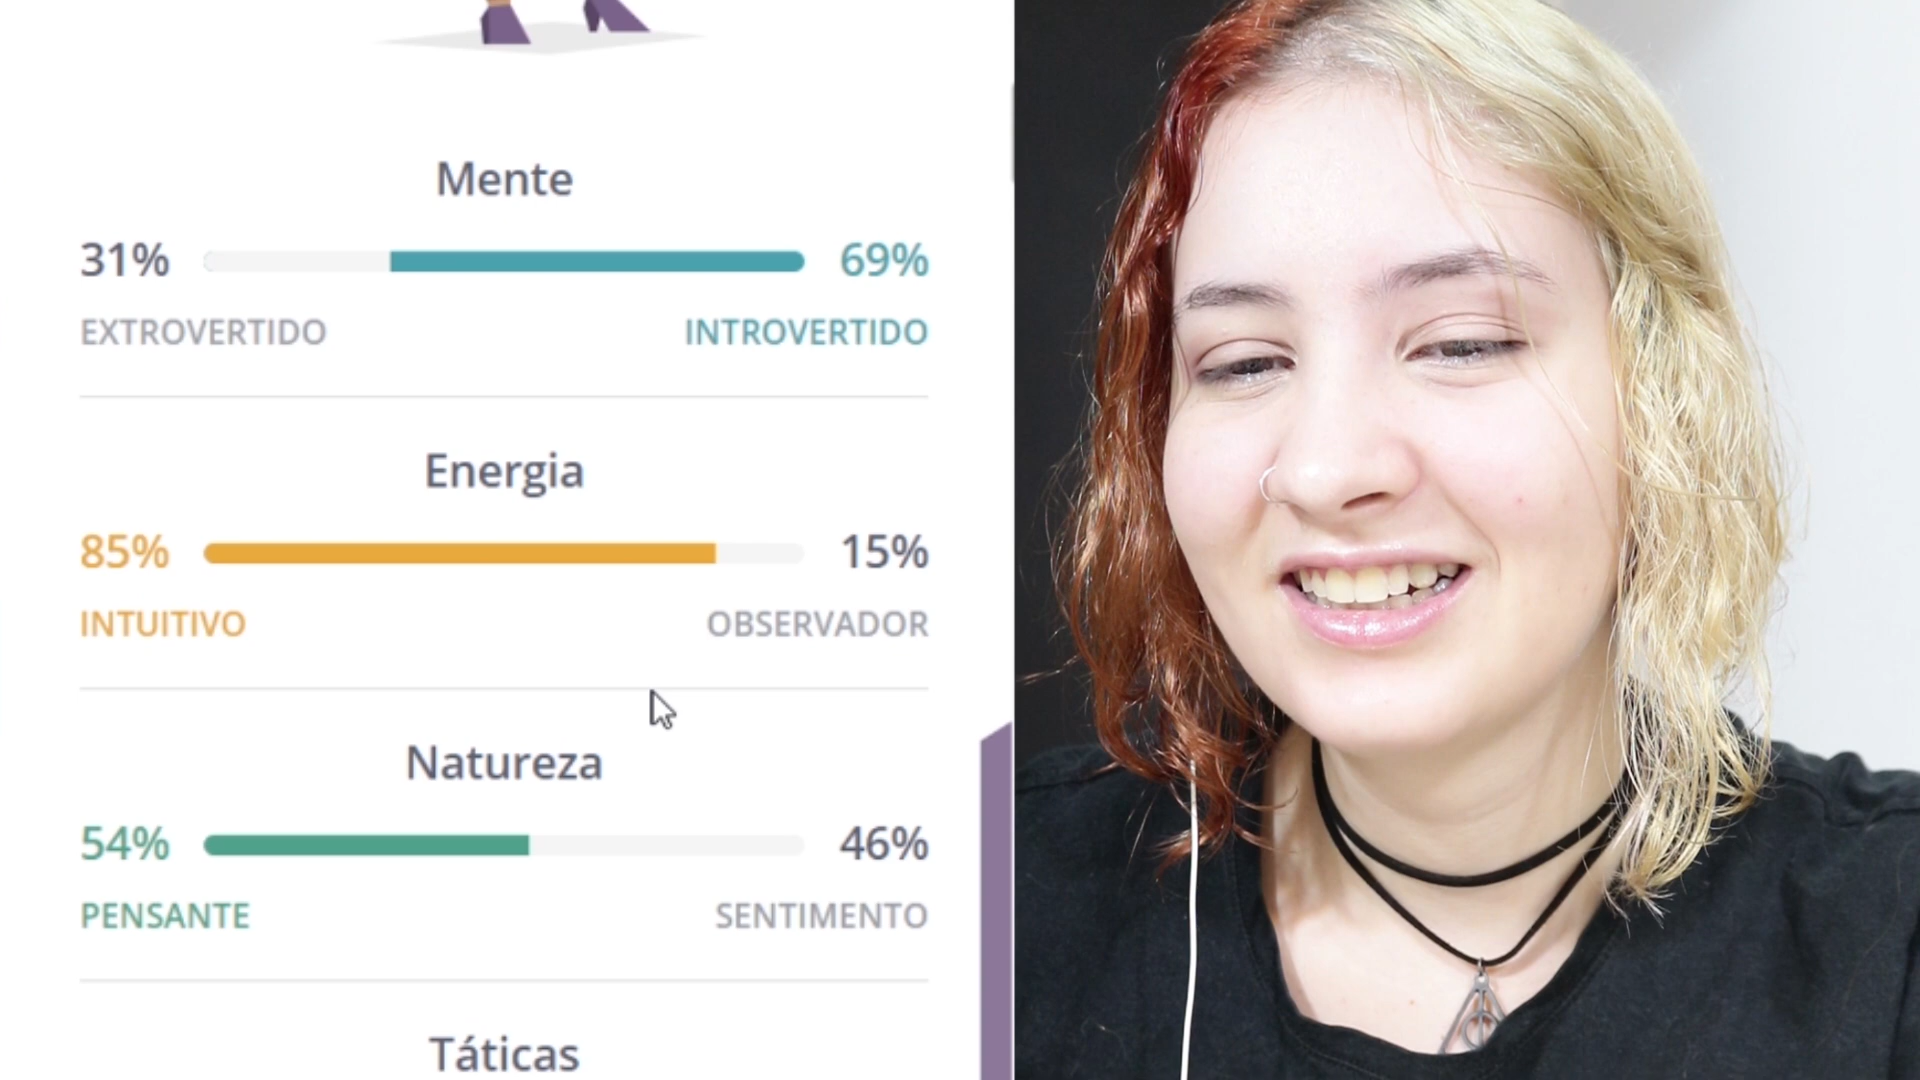 Mente
31% 69%
EXTROVERTIDO INTROVERTIDO
Energia
85% 15%
INTUITIVO OBSERVADOR
Natureza
54% 46%
PENSANTE SENTIMENTO
Táticas